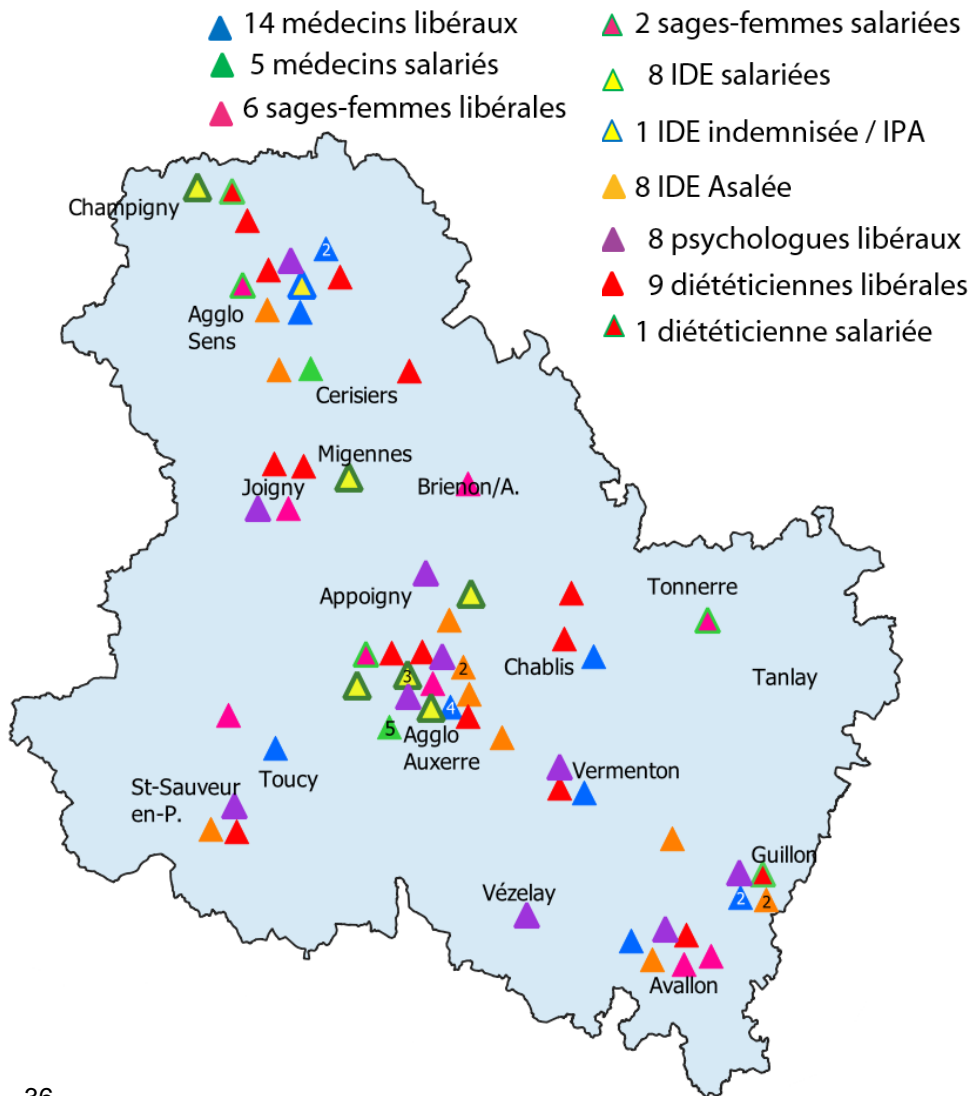 14 médecins libéraux
5 médecins salariés
6 sages-femmes libérales
2 sages-femmes salariées
8 IDE salariées
1 IDE indemnisée / IPA
8 IDE Asalée
8 psychologues libéraux
9 diététiciennes libérales
1 diététicienne salariée
Champigny
2
Agglo
Sens
Cerisiers
Migennes
Joigny
Brienon/A.
Appoigny
Tonnerre
Chablis
Tanlay
2
3
4
5
Agglo
Auxerre
Toucy
St-Sauveur
en-P.
Vermenton
Guillon
2
2
Vézelay
Avallon